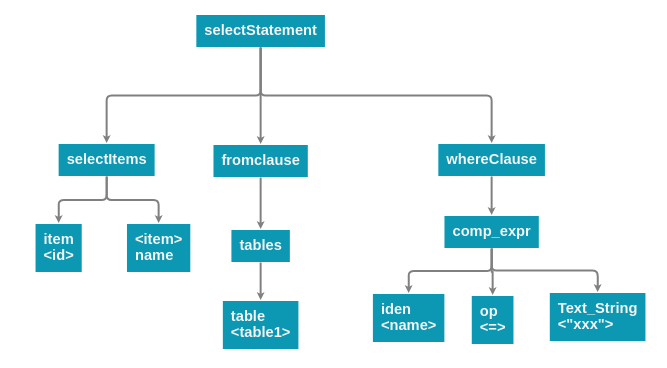 selectStatement
selectItems
fromclause
whereClause
item
<id>
<item>
name
tables
comp_expr
table
<table1>
iden
<name>
op
<=>
Text_String
<"xxx">